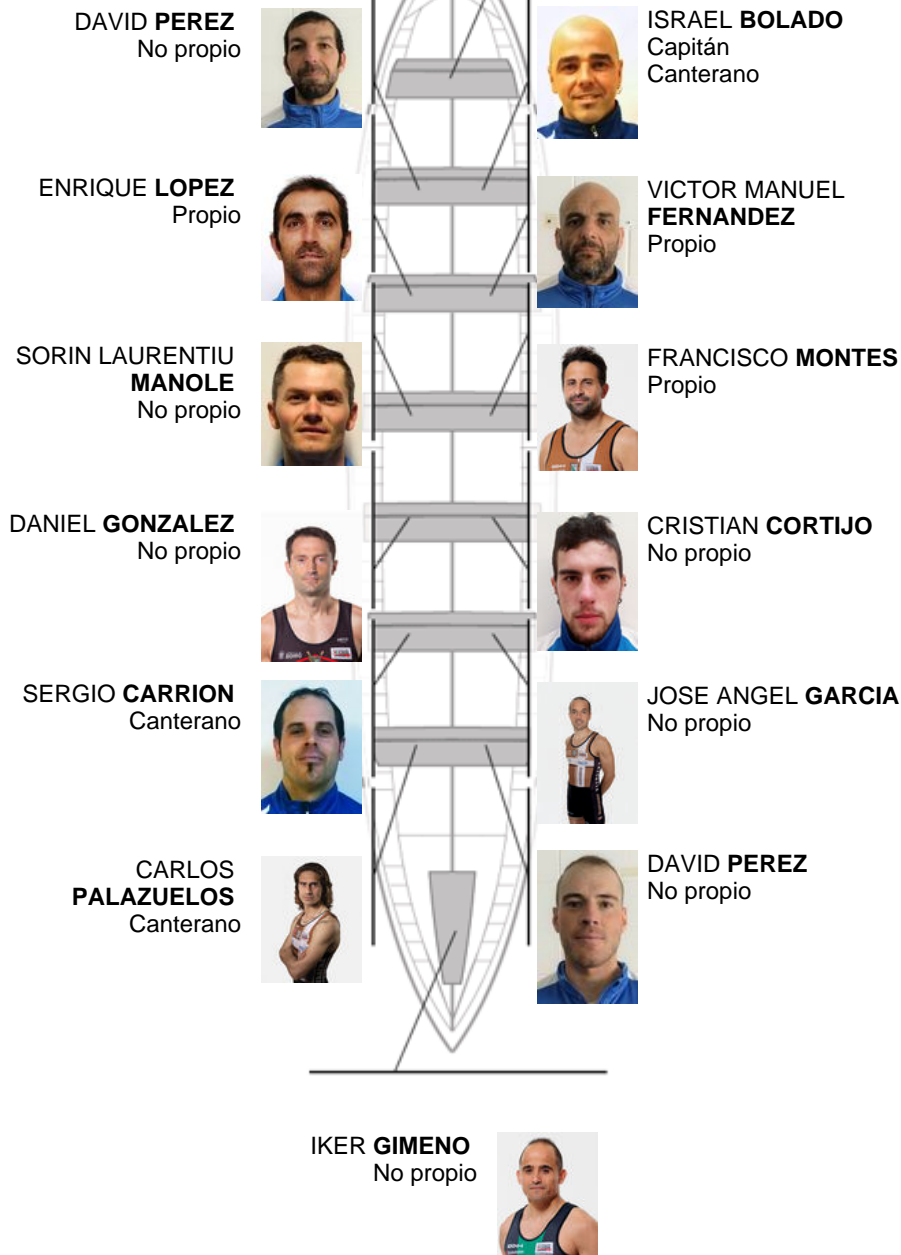 DAVID PEREZ
No propio
ISRAEL BOLADO
Capitán
Canterano
ENRIQUE LOPEZ
Propio
VICTOR MANUEL
FERNANDEZ
Propio
SORIN LAURENTIU
MANOLE
No propio
FRANCISCO MONTES
Propio
DANIEL GONZALEZ
No propio
CRISTIAN CORTIJO
No propio
SERGIO CARRION
Canterano
JOSE ANGEL GARCIA
No propio
CARLOS
PALAZUELOS
Canterano
DAVID PEREZ
No propio
IKER GIMENO
No propio